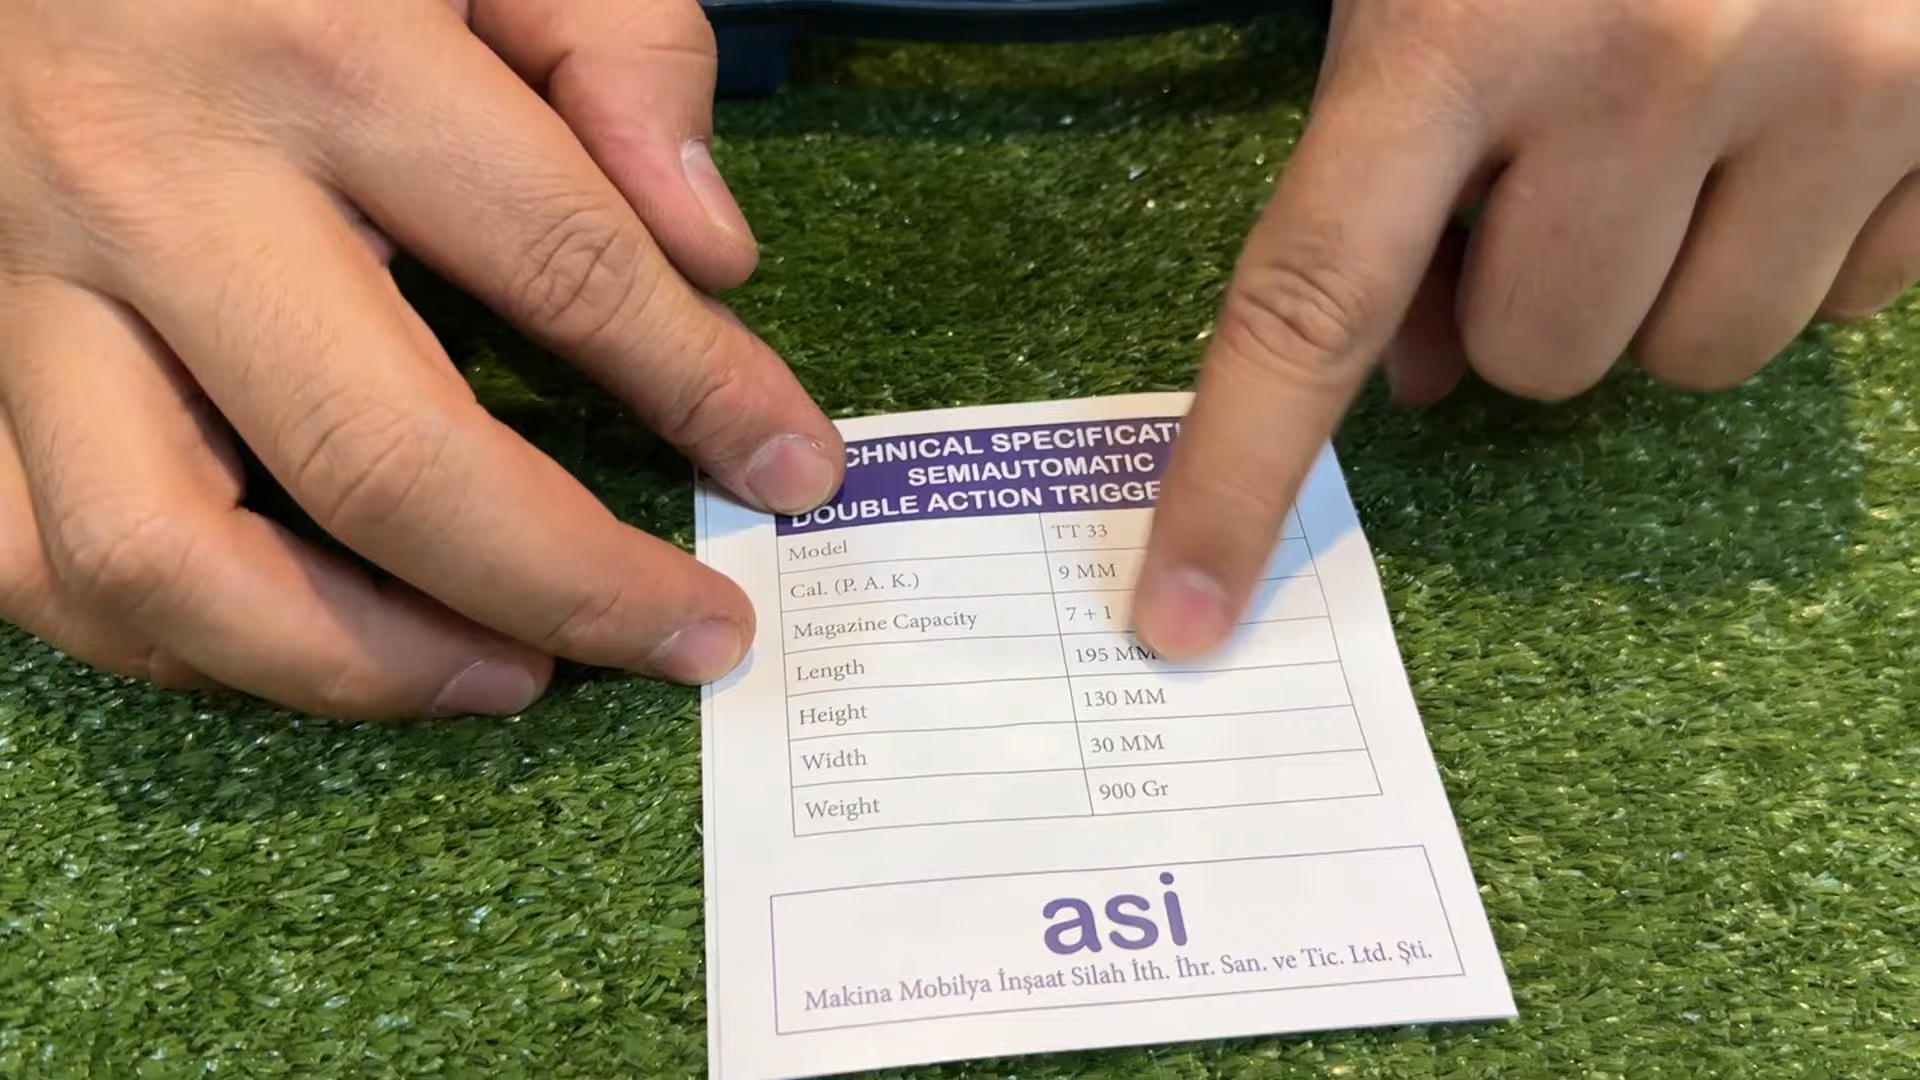 CHNICAL SPECIFICATI
SEMIAUTOMATIC
DOUBLE ACTION TRIGGE
Model TT 33
Cal. (P. A. K.) 9 MM
Magazine Capacity 7 + 1
Length 195 MM
Height 130 MM
Width 30 MM
Weight 900 Gr
asi
Makina Mobilya İnşaat Silah İth. İhr. San. ve Tic. Ltd. Şti.